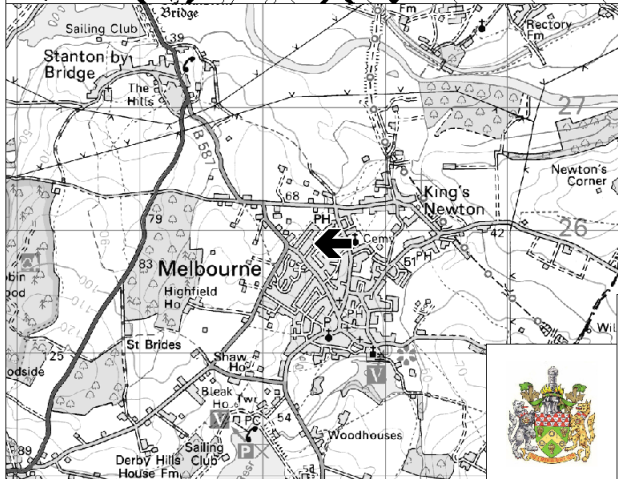 Bridge
Fm
Sailing Club
Rectory
Fm
39
Stanton by
Bridge
The
Hills
27
B 587
Newton's
Corner
68
King's
Newton
PH
79
Cemy
42
26
51
PH
83
Melbourne
Highfield
Ho
PH
P
St Brides
125
Shaw
Ho
V
Bleak
Ho
Twr
V
PC
54
Woodhouses
Sailing
Club
P
89
Derby Hills
House Fm